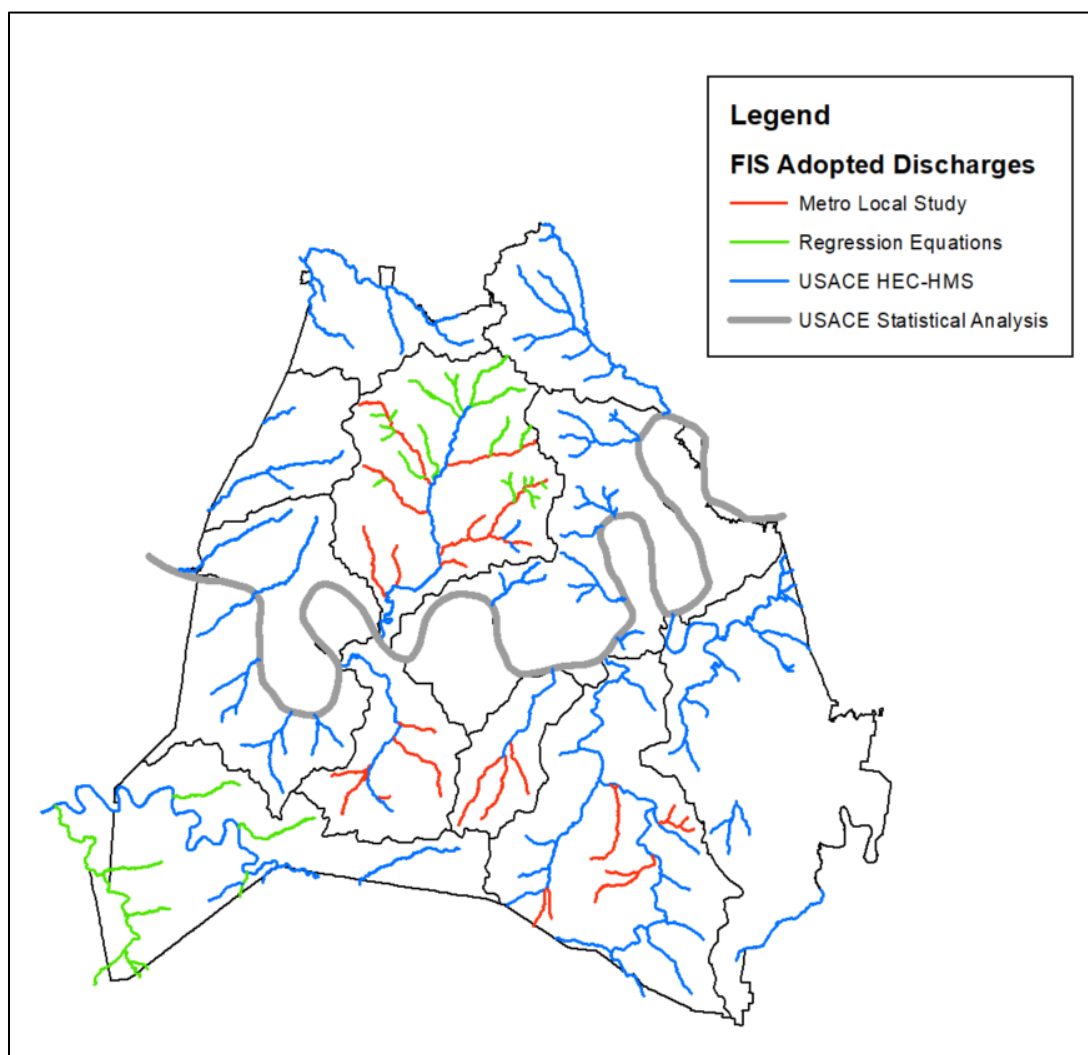 Legend
FIS Adopted Discharges
Metro Local Study
Regression Equations
USACE HEC-HMS
USACE Statistical Analysis